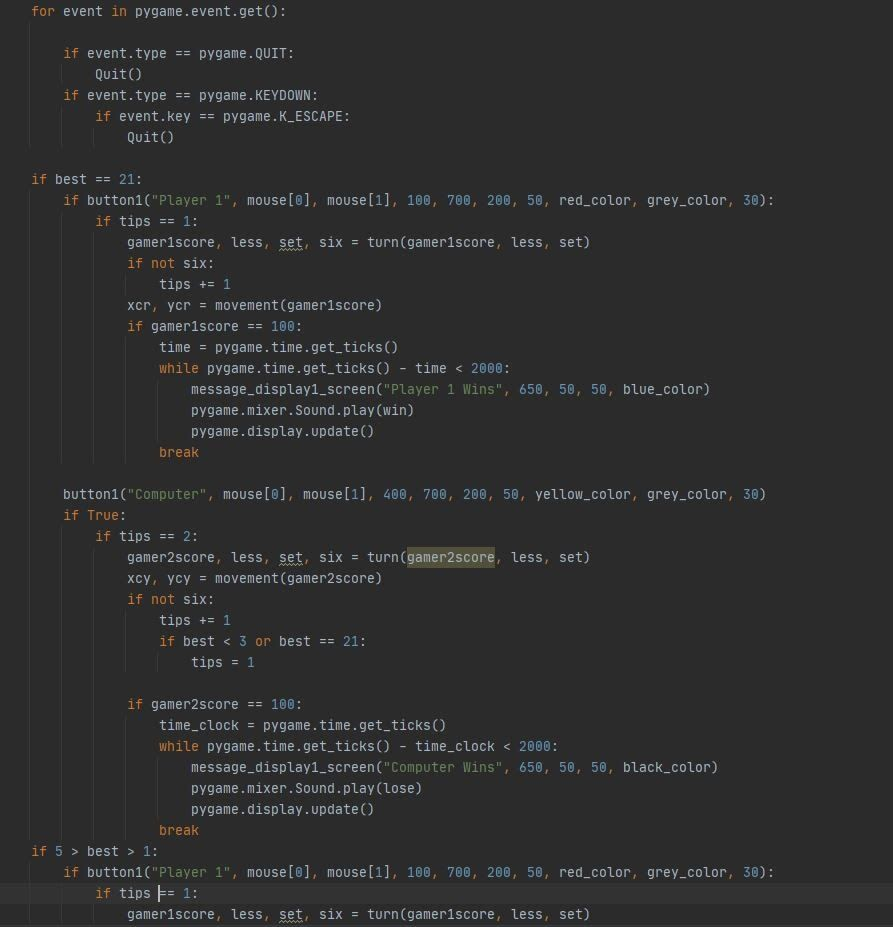 for event in pygame.event.get():
if event.type == pygame.QUIT:
Quit()
if event.type == pygame.KEYDOWN:
if event.key == pygame.K_ESCAPE:
Quit()
if best == 21:
if button1("Player 1", mouse[0], mouse[1], 100, 700, 200, 50, red_color, grey_color, 30):
if tips == 1:
gamer1score, less, set, six = turn(gamer1score, less, set)
if not six:
tips += 1
xcr, ycr = movement(gamer1score)
if gamer1score == 100:
time = pygame.time.get_ticks()
while pygame.time.get_ticks() - time < 2000:
message_display1_screen("Player 1 Wins", 650, 50, 50, blue_color)
pygame.mixer.Sound.play(win)
pygame.display.update()
break
button1("Computer", mouse[0], mouse[1], 400, 700, 200, 50, yellow_color, grey_color, 30)
if True:
if tips == 2:
gamer2score, less, set, six = turn(gamer2score, less, set)
xcy, ycy = movement(gamer2score)
if not six:
tips += 1
if best < 3 or best == 21:
tips = 1
if gamer2score == 100:
time_clock = pygame.time.get_ticks()
while pygame.time.get_ticks() - time_clock < 2000:
message_display1_screen("Computer Wins", 650, 50, 50, black_color)
pygame.mixer.Sound.play(lose)
pygame.display.update()
break
if 5 > best > 1:
if button1("Player 1", mouse[0], mouse[1], 100, 700, 200, 50, red_color, grey_color, 30):
if tips == 1:
gamer1score, less, set, six = turn(gamer1score, less, set)